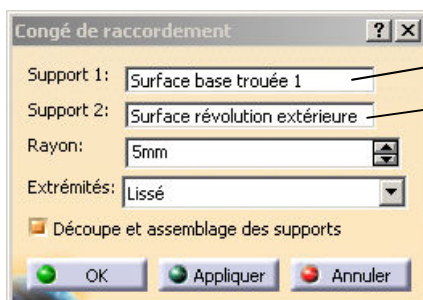 Congé de raccordement
Support 1: Surface base trouée 1
Support 2: Surface révolution extérieure
Rayon: 5mm
Extrémités: Lissé
Découpe et assemblage des supports
OK Appliquer Annuler